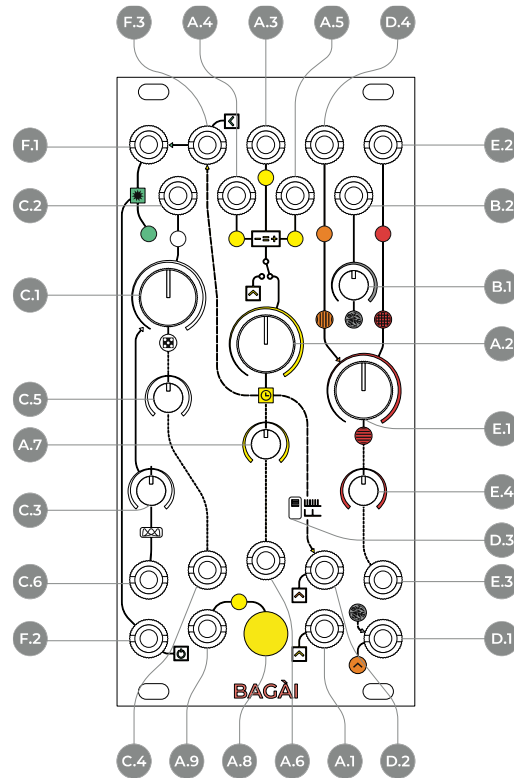 F.3 A.4 A.3 A.5 D.4
F.1 E.2
C.2 B.2
C.1 B.1
A.2
C.5 E.1
A.7
C.3 E.4
D.3
C.6 E.3
F.2 D.1
BAGÀI
C.4 A.9 A.8 A.6 A.1 D.2